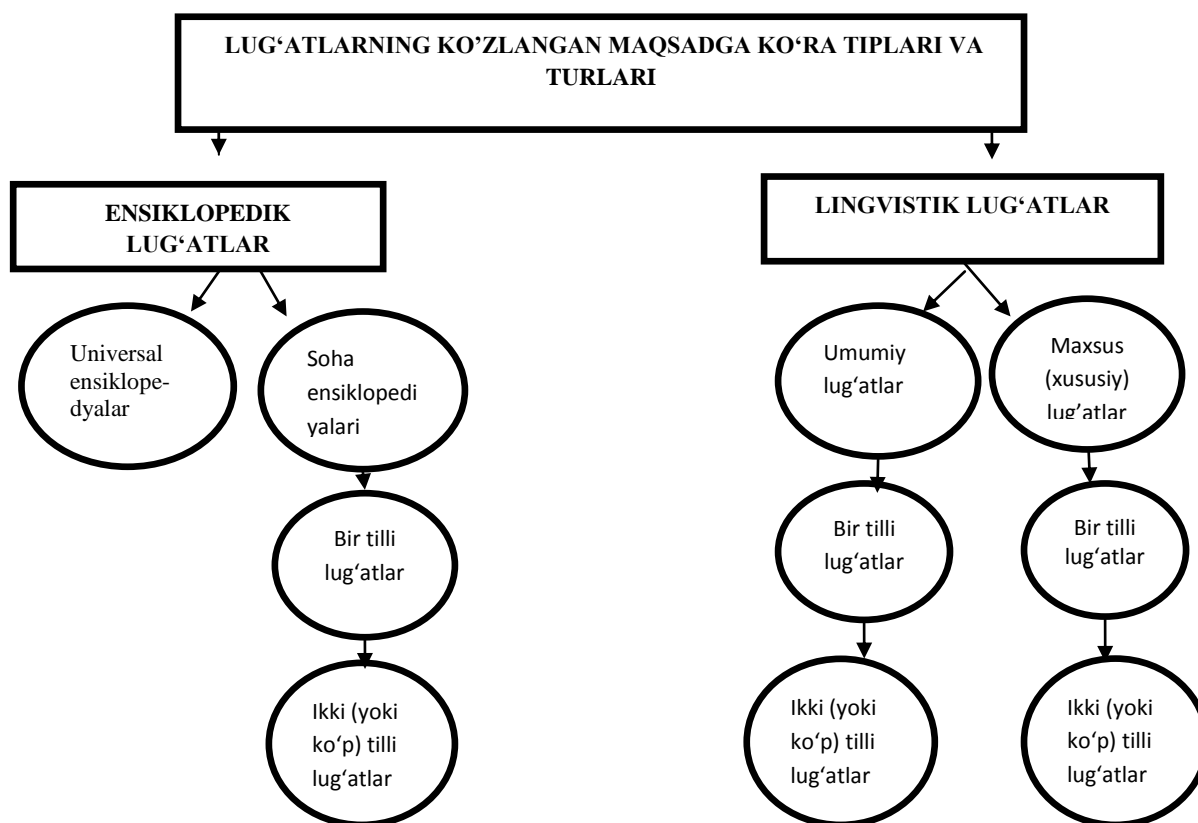 LUG‘ATLARNING KO’ZLANGAN MAQSADGA KO‘RA TIPLARI VA
TURLARI
ENSIKLOPEDIK
LUG‘ATLAR
LINGVISTIK LUG‘ATLAR
Universal
ensiklope-
dyalar
Soha
ensiklopedi
yalari
Umumiy
lug‘atlar
Maxsus
(xususiy)
lug’atlar
Bir tilli
lug‘atlar
Bir tilli
lug‘atlar
Bir tilli
lug‘atlar
Ikki (yoki
ko‘p) tilli
lug‘atlar
Ikki (yoki
ko‘p) tilli
lug‘atlar
Ikki (yoki
ko‘p) tilli
lug‘atlar